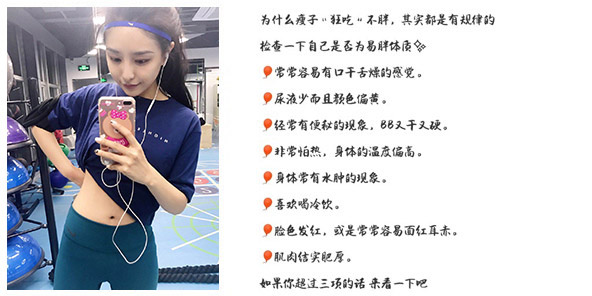 为什么瘦子“狂吃”不胖，其实都是有规律的
检查一下自己是否为易胖体质
常常容易有口干舌燥的感觉。
尿液少而且颜色偏黄。
经常有便秘的现象，BB又干又硬。
非常怕热，身体的温度偏高。
身体常有水肿的现象。
喜欢喝冷饮。
脸色发红，或是常常容易面红耳赤。
肌肉结实肥厚。
如果你超过三项的话 来看一下吧